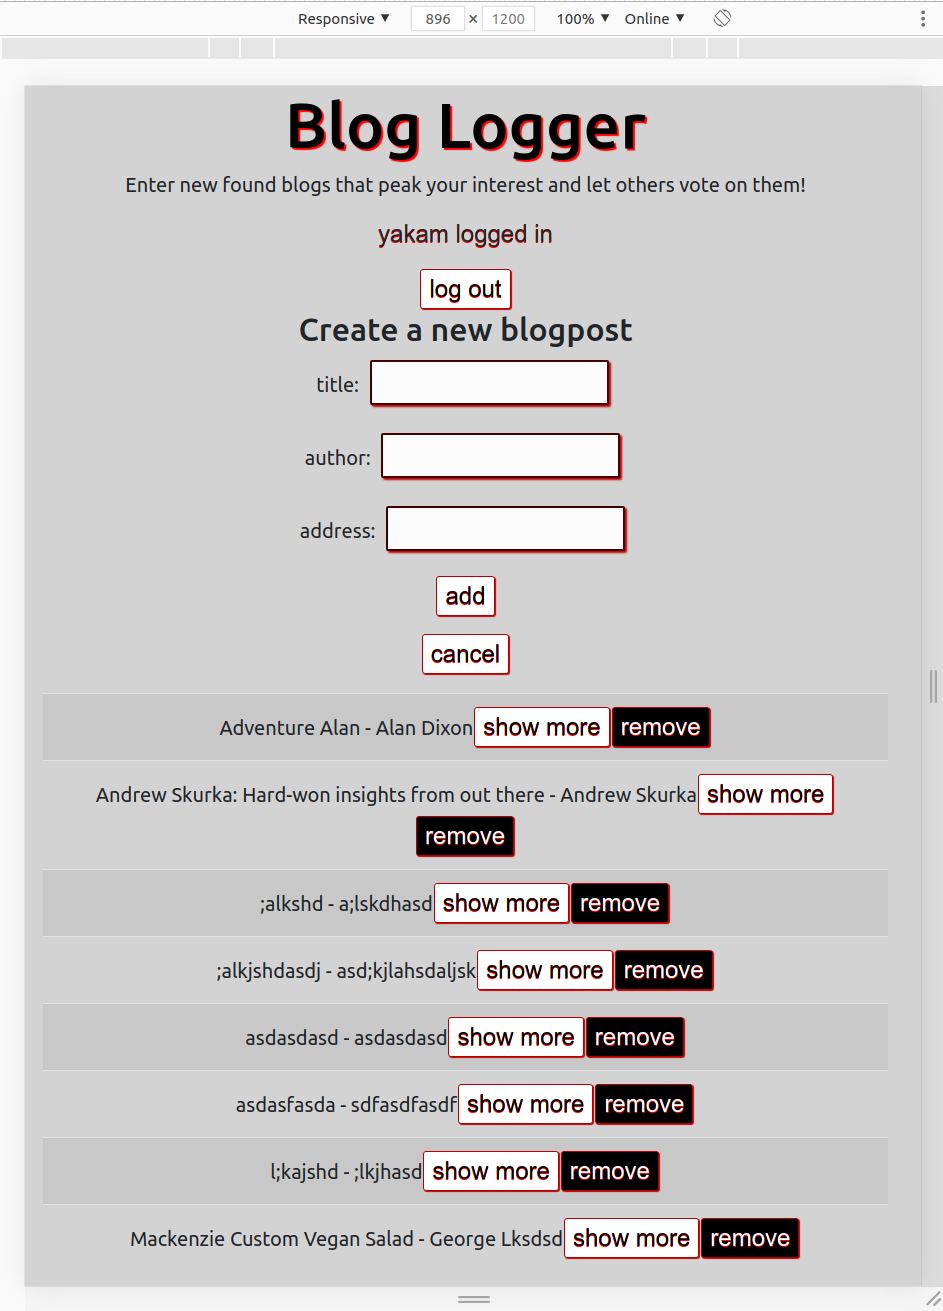 Responsive ▼ 896 × 1200 100% ▼ Online ▼
Blog Logger
Enter new found blogs that peak your interest and let others vote on them!
yakam logged in
log out
Create a new blogpost
title:
author:
address:
add
cancel
Adventure Alan - Alan Dixon show more remove
Andrew Skurka: Hard-won insights from out there - Andrew Skurka show more
remove
;alkshd - a;lskdhasd show more remove
;alkjshdasdj - asd;kjlahsdaljsk show more remove
asdasdasd - asdasdasd show more remove
asdasfasda - sdfasdfasdf show more remove
l;kajshd - ;lkjhasd show more remove
Mackenzie Custom Vegan Salad - George Lksdsd show more remove